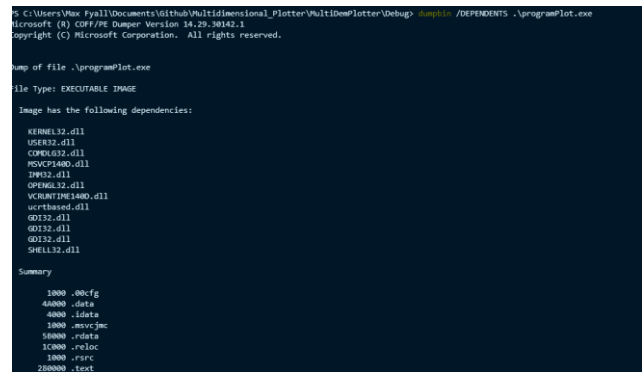 PS C:\Users\Max Fyall\Documents\Github\Multidimensional_Plotter\MultiDemPlotter\Debug> dumpbin /DEPENDENTS .\programPlot.exe
Microsoft (R) COFF/PE Dumper Version 14.29.30142.1
Copyright (C) Microsoft Corporation.  All rights reserved.
Dump of file .\programPlot.exe
File Type: EXECUTABLE IMAGE
Image has the following dependencies:
KERNEL32.dll
USER32.dll
COMDLG32.dll
MSVCP140D.dll
IMM32.dll
OPENGL32.dll
VCRUNTIME140D.dll
ucrtbased.dll
GDI32.dll
GDI32.dll
GDI32.dll
SHELL32.dll
Summary
1000 .00cfg
4A000 .data
4000 .idata
1000 .msvcjmc
5B000 .rdata
1C000 .reloc
1000 .rsrc
280000 .text